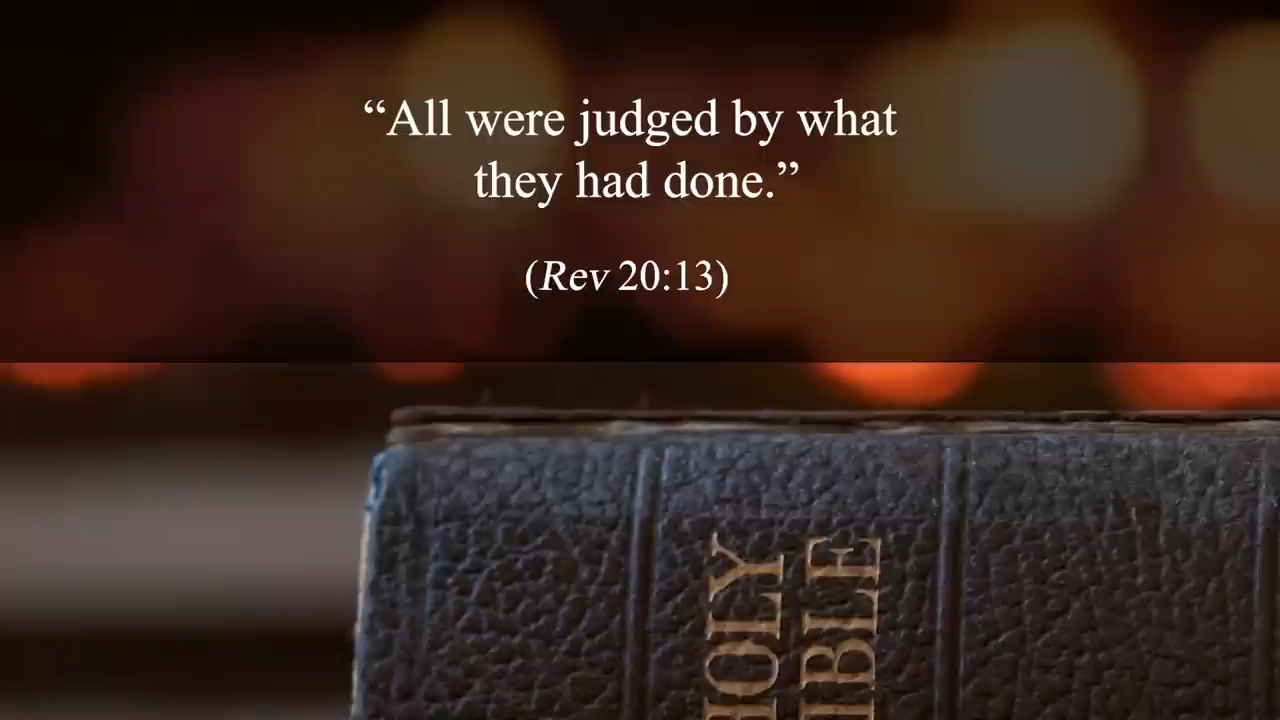 “All were judged by what
they had done.”
(Rev 20:13)
HOLY
BIBLE